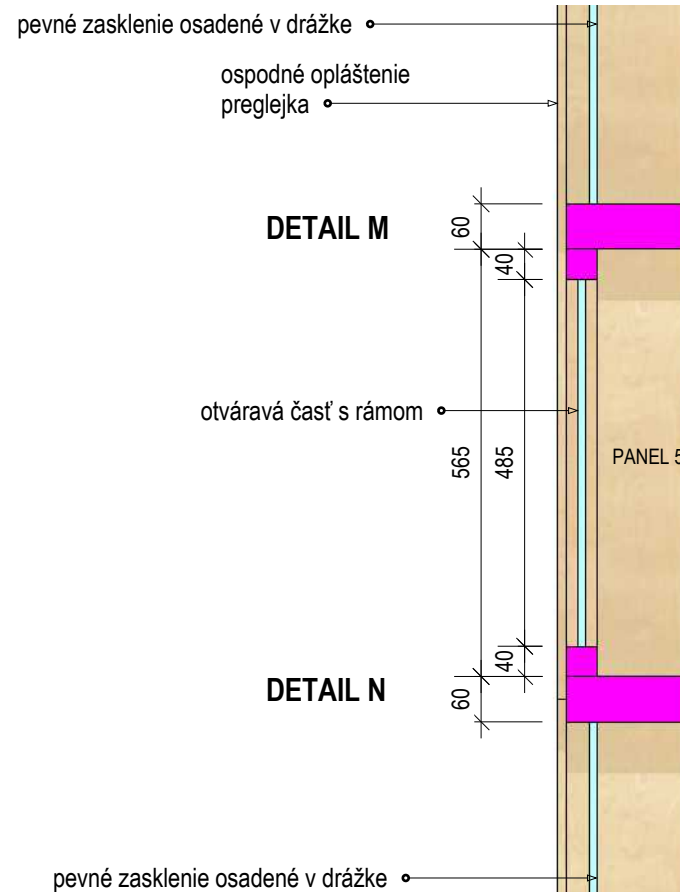 pevné zasklenie osadené v drážke
ospodné opláštenie
preglejka
DETAIL M
60
40
otváravá časť s rámom
565
485
PANEL 5
40
DETAIL N
60
pevné zasklenie osadené v drážke